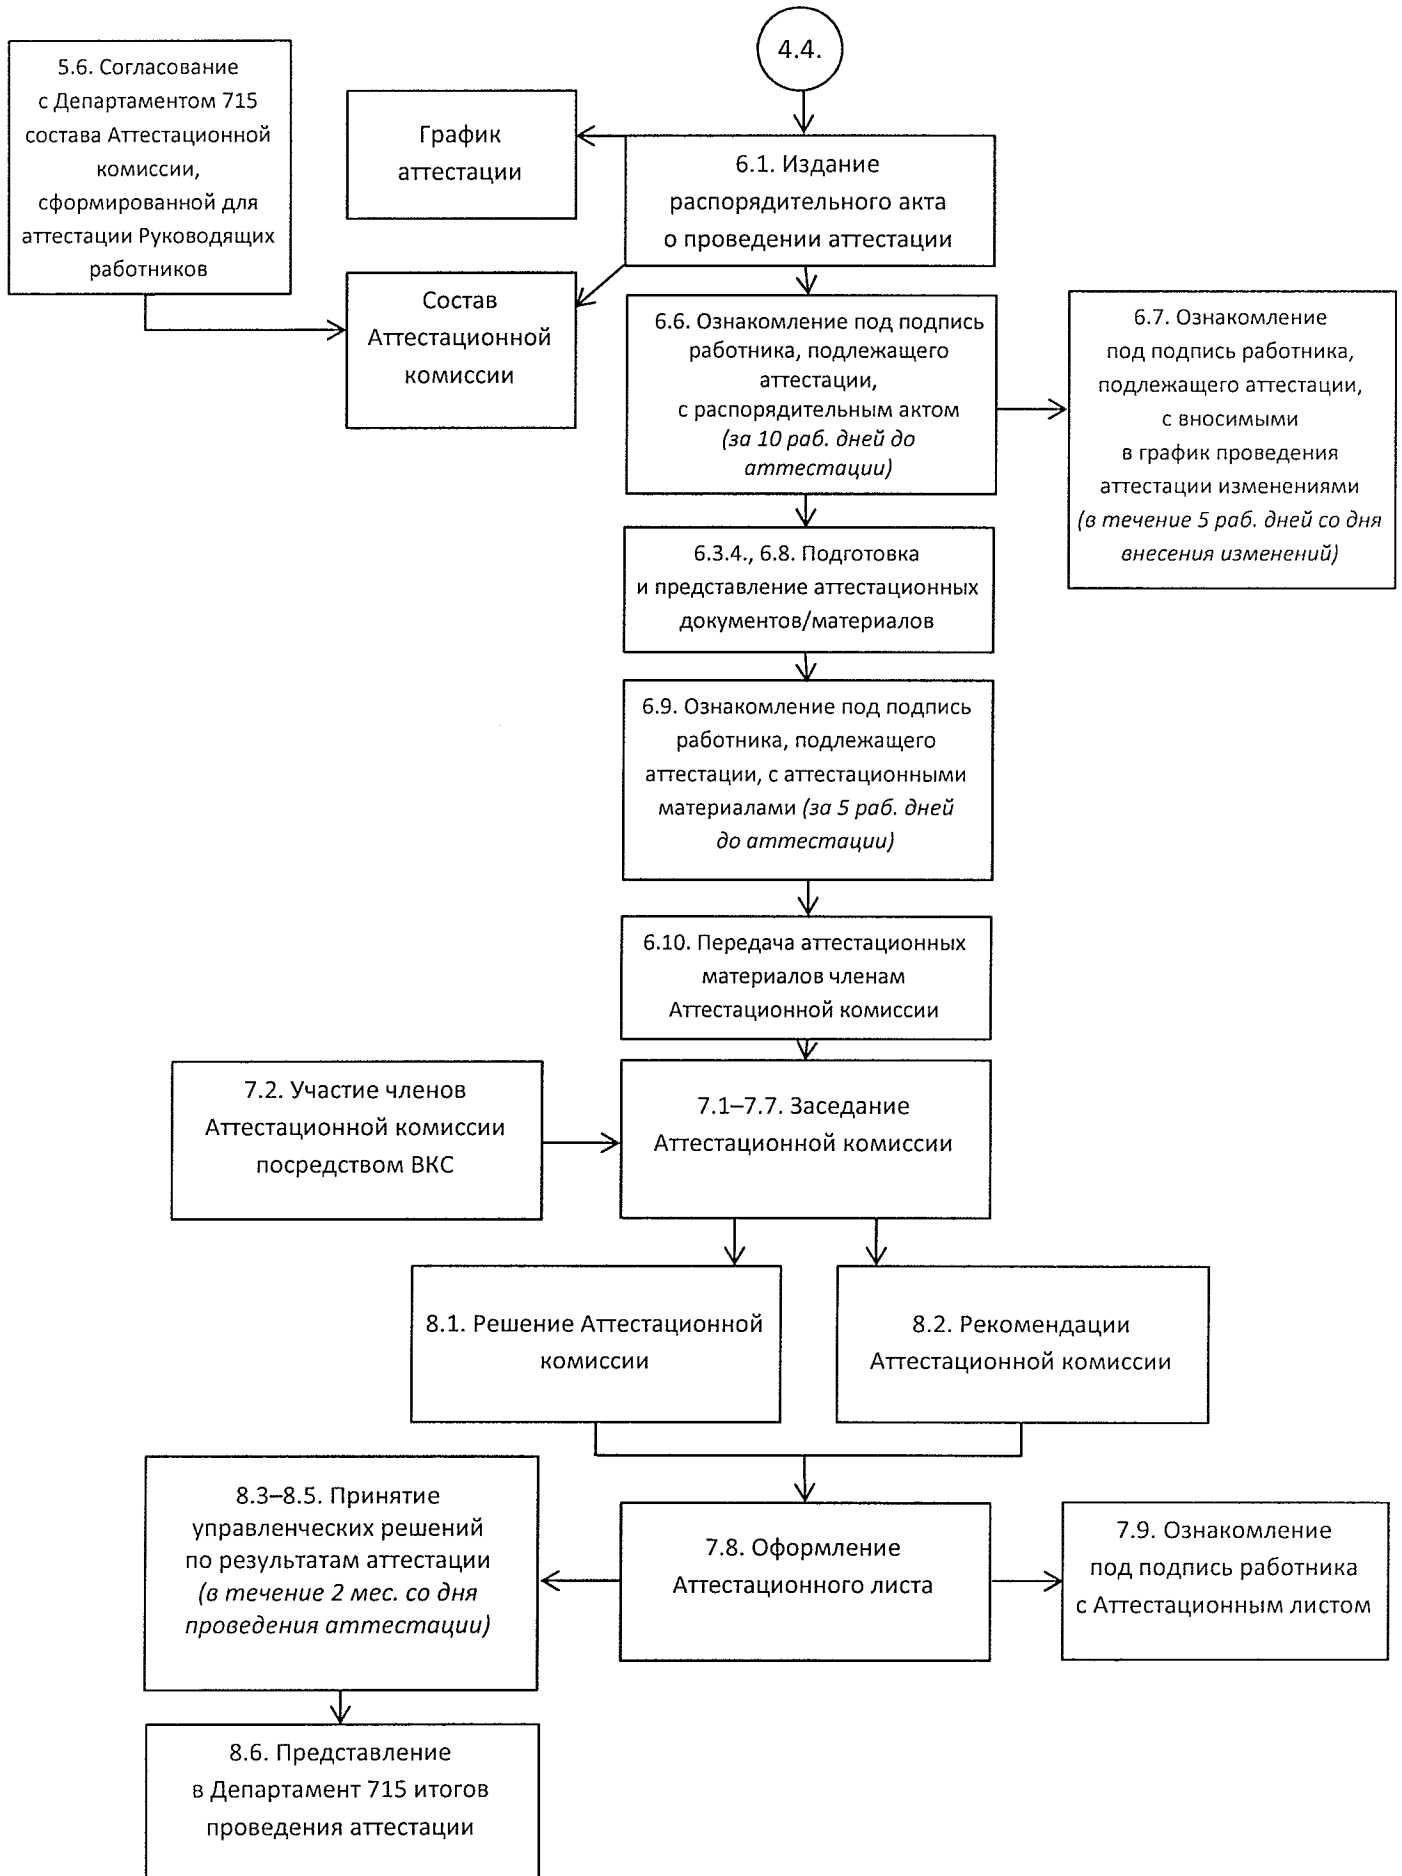 4.4.
5.6. Согласование
с Департаментом 715
состава Аттестационной
комиссии,
сформированной для
аттестации Руководящих
работников
График
аттестации
6.1. Издание
распорядительного акта
о проведении аттестации
Состав
Аттестационной
комиссии
6.6. Ознакомление под подпись
работника, подлежащего
аттестации,
с распорядительным актом
(за 10 раб. дней до
аттестации)
6.7. Ознакомление
под подпись работника,
подлежащего аттестации,
с вносимыми
в график проведения
аттестации изменениями
(в течение 5 раб. дней со дня
внесения изменений)
6.3.4., 6.8. Подготовка
и представление аттестационных
документов/материалов
6.9. Ознакомление под подпись
работника, подлежащего
аттестации, с аттестационными
материалами (за 5 раб. дней
до аттестации)
6.10. Передача аттестационных
материалов членам
Аттестационной комиссии
7.2. Участие членов
Аттестационной комиссии
посредством ВКС
7.1–7.7. Заседание
Аттестационной комиссии
8.1. Решение Аттестационной
комиссии
8.2. Рекомендации
Аттестационной комиссии
8.3–8.5. Принятие
управленческих решений
по результатам аттестации
(в течение 2 мес. со дня
проведения аттестации)
7.8. Оформление
Аттестационного листа
7.9. Ознакомление
под подпись работника
с Аттестационным листом
8.6. Представление
в Департамент 715 итогов
проведения аттестации